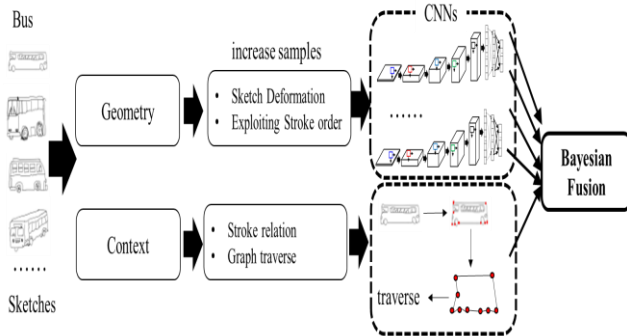 Bus
CNNs
increase samples
Geometry
• Sketch Deformation
• Exploiting Stroke order
......
Bayesian
Fusion
Context
• Stroke relation
• Graph traverse
traverse
......
Sketches